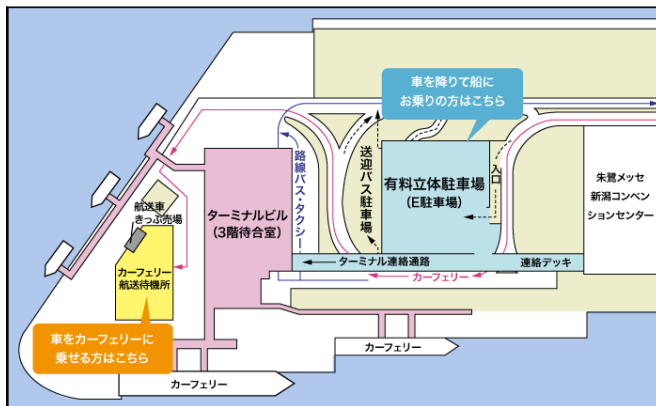 車を降りて船に
お乗りの方はこちら
路線バス・タクシー
送迎バス駐車場
有料立体駐車場
(E駐車場)
入口
朱鷺メッセ
新潟コンベン
ションセンター
航送車
きっぷ売場
ターミナルビル
(3階待合室)
カーフェリー
航送待機所
ターミナル連絡通路
連絡デッキ
カーフェリー
車をカーフェリーに
乗せる方はこちら
カーフェリー
カーフェリー